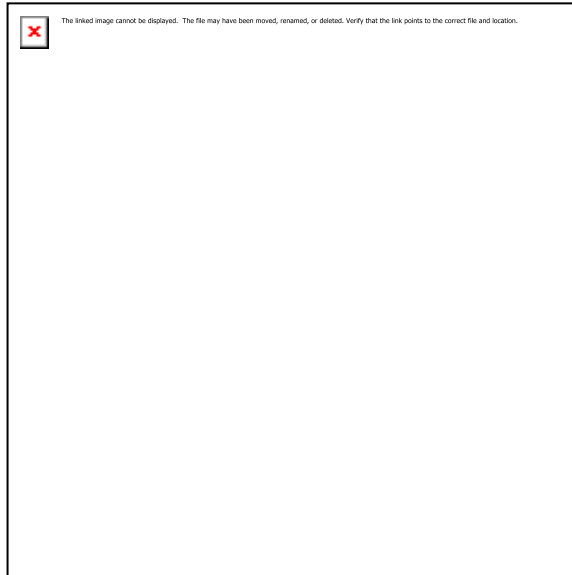 The linked image cannot be displayed.  The file may have been moved, renamed, or deleted. Verify that the link points to the correct file and location.